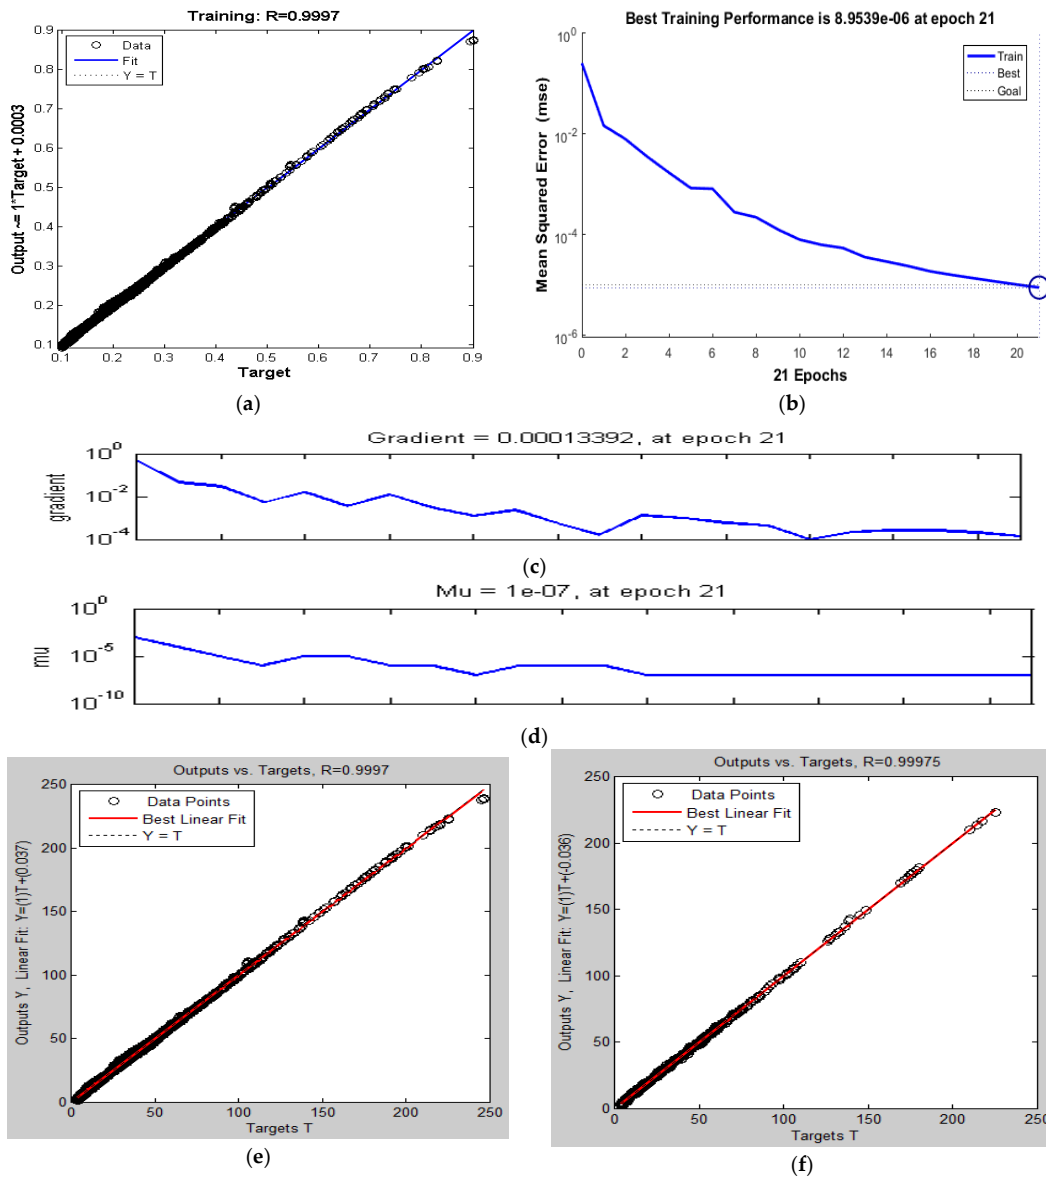 Training: R=0.9997
Data
Fit
Y = T
Output ~= 1*Target + 0.0003
0.9
0.8
0.7
0.6
0.5
0.4
0.3
0.2
0.1
0.1 0.2 0.3 0.4 0.5 0.6 0.7 0.8 0.9
Target
(a)
Best Training Performance is 8.9539e-06 at epoch 21
Train
Best
Goal
Mean Squared Error (mse)
10^0
10^-2
10^-4
10^-6
0 2 4 6 8 10 12 14 16 18 20
21 Epochs
(b)
Gradient = 0.00013392, at epoch 21
gradient
10^0
10^-2
10^-4
(c)
Mu = 1e-07, at epoch 21
mu
10^0
10^-5
10^-10
(d)
Outputs vs. Targets, R=0.9997
Data Points
Best Linear Fit
Y = T
Outputs Y, Linear Fit: Y=(1)T+(0.037)
250
200
150
100
50
0
0 50 100 150 200 250
Targets T
(e)
Outputs vs. Targets, R=0.99975
Data Points
Best Linear Fit
Y = T
Outputs Y, Linear Fit: Y=(1)T+(-0.036)
250
200
150
100
50
0
0 50 100 150 200 250
Targets T
(f)